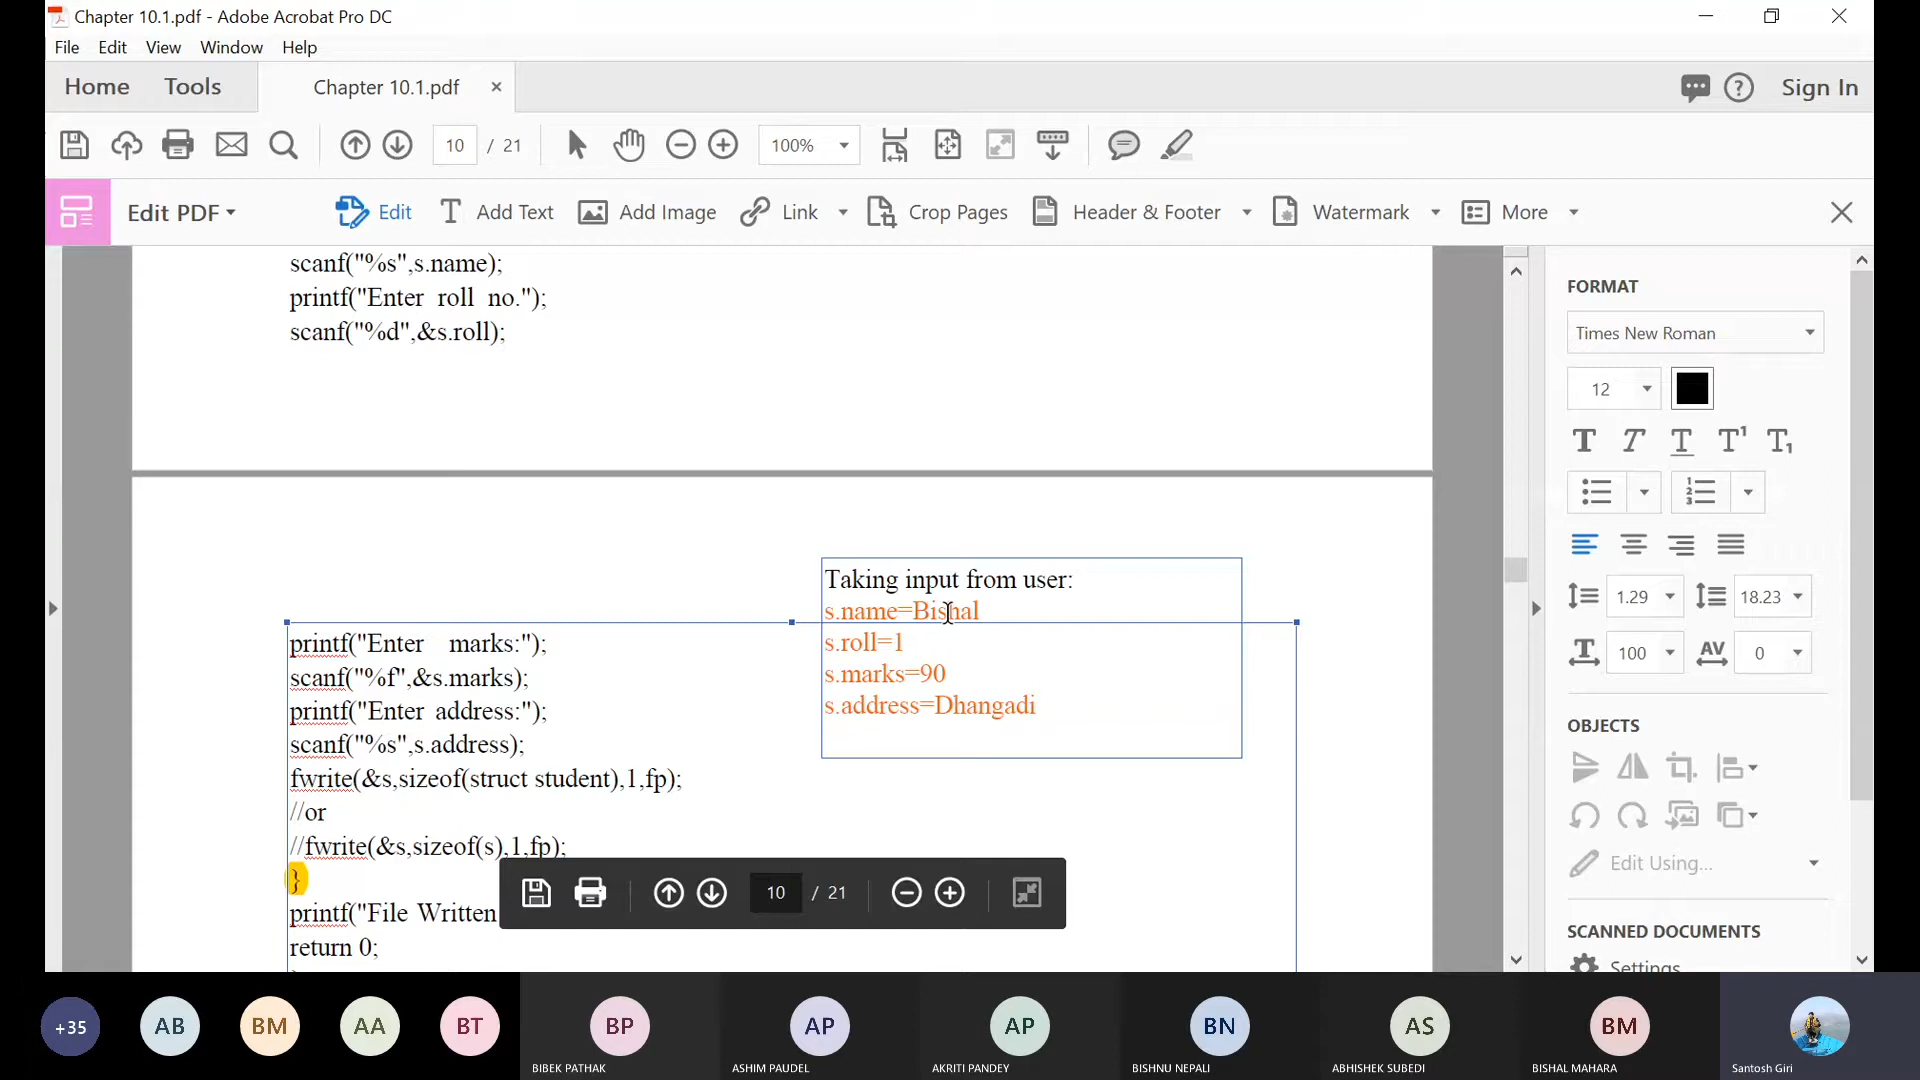 Chapter 10.1.pdf - Adobe Acrobat Pro DC
File Edit View Window Help
Home Tools Chapter 10.1.pdf × Sign In
10 / 21 100%
Edit PDF Edit Add Text Add Image Link Crop Pages Header & Footer Watermark More
scanf("%s",s.name);
printf("Enter roll no.");
scanf("%d",&s.roll);
Taking input from user:
s.name=Bishal
s.roll=1
s.marks=90
s.address=Dhangadi
printf("Enter marks:");
scanf("%f",&s.marks);
printf("Enter address:");
scanf("%s",s.address);
fwrite(&s,sizeof(struct student),1,fp);
//or
//fwrite(&s,sizeof(s),1,fp);
}
printf("File Written
return 0;
10 / 21
FORMAT
Times New Roman
12
1.29 18.23
100 AV 0
OBJECTS
Edit Using...
SCANNED DOCUMENTS
Settings
+35 AB BM AA BT BP AP AP BN AS BM
BIBEK PATHAK ASHIM PAUDEL AKRITI PANDEY BISHNU NEPALI ABHISHEK SUBEDI BISHAL MAHARA Santosh Giri